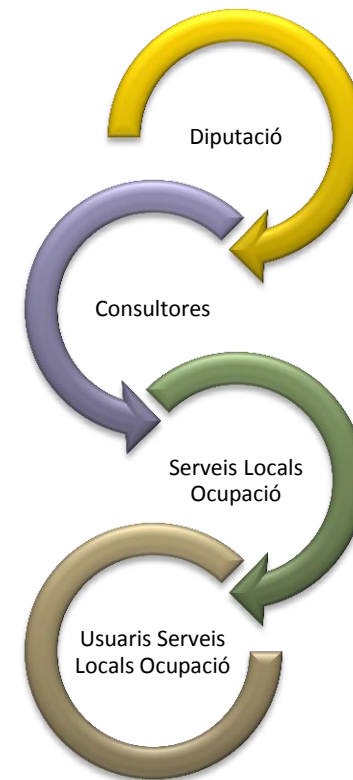 Diputació
Consultores
Serveis Locals
Ocupació
Usuaris Serveis
Locals Ocupació